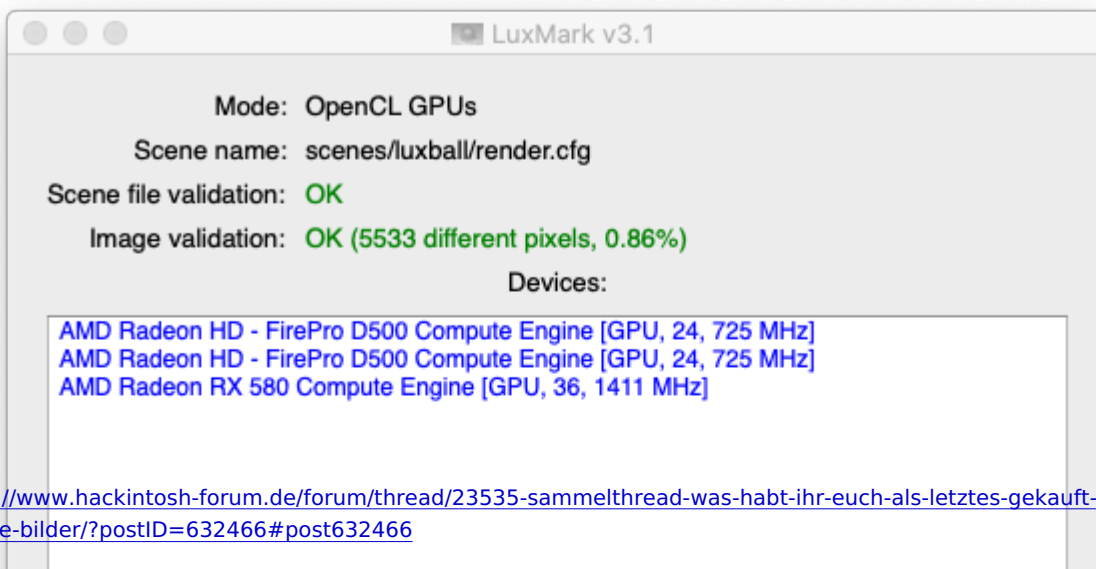 LuxMark v3.1
Mode: OpenCL GPUs
Scene name: scenes/luxball/render.cfg
Scene file validation: OK
Image validation: OK (5533 different pixels, 0.86%)
Devices:
AMD Radeon HD - FirePro D500 Compute Engine [GPU, 24, 725 MHz]
AMD Radeon HD - FirePro D500 Compute Engine [GPU, 24, 725 MHz]
AMD Radeon RX 580 Compute Engine [GPU, 36, 1411 MHz]
//www.hackintosh-forum.de/forum/thread/23535-sammelthread-was-habt-ihr-euch-als-letztes-gekauft-
e-bilder/?postID=632466#post632466